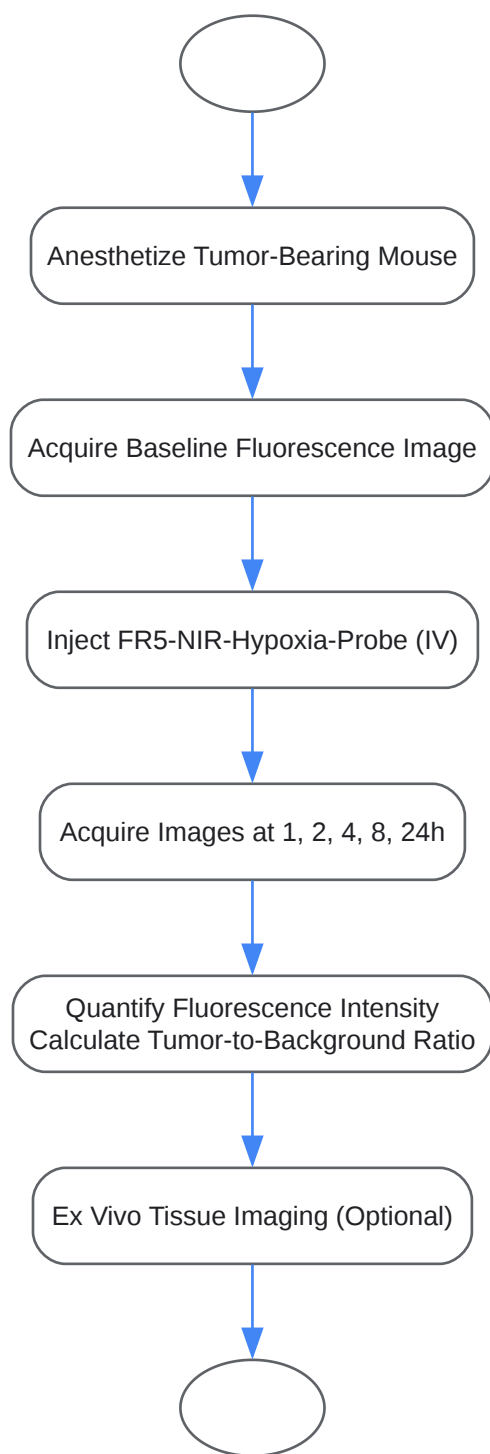 Anesthetize Tumor-Bearing Mouse
Acquire Baseline Fluorescence Image
Inject FR5-NIR-Hypoxia-Probe (IV)
Acquire Images at 1, 2, 4, 8, 24h
Quantify Fluorescence Intensity
Calculate Tumor-to-Background Ratio
Ex Vivo Tissue Imaging (Optional)